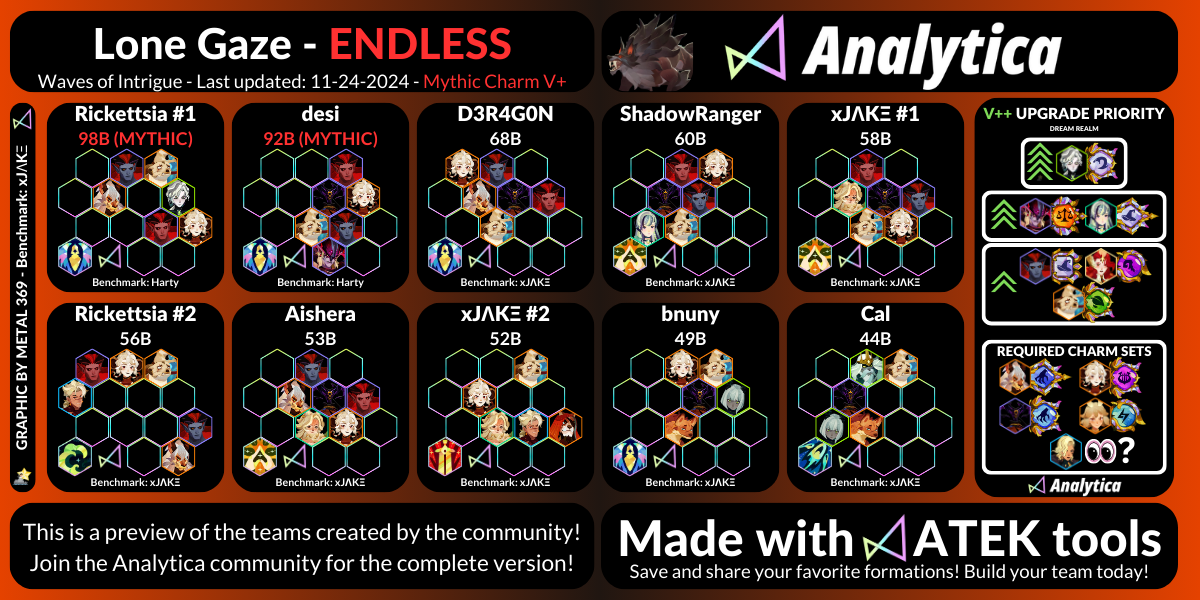 Lone Gaze - ENDLESS
Waves of Intrigue - Last updated: 11-24-2024 - Mythic Charm V+
Analytica
GRAPHIC BY METAL 369 - Benchmark: xJΛKΞ
Rickettsia #1
98B (MYTHIC)
Benchmark: Harty
desi
92B (MYTHIC)
Benchmark: Harty
D3R4G0N
68B
Benchmark: xJΛKΞ
ShadowRanger
60B
Benchmark: xJΛKΞ
xJΛKΞ #1
58B
Benchmark: xJΛKΞ
Rickettsia #2
56B
Benchmark: xJΛKΞ
Aishera
53B
Benchmark: xJΛKΞ
xJΛKΞ #2
52B
Benchmark: xJΛKΞ
bnuny
49B
Benchmark: xJΛKΞ
Cal
44B
Benchmark: xJΛKΞ
V++ UPGRADE PRIORITY
DREAM REALM
REQUIRED CHARM SETS
?
Analytica
This is a preview of the teams created by the community!
Join the Analytica community for the complete version!
Made with ATEK tools
Save and share your favorite formations! Build your team today!